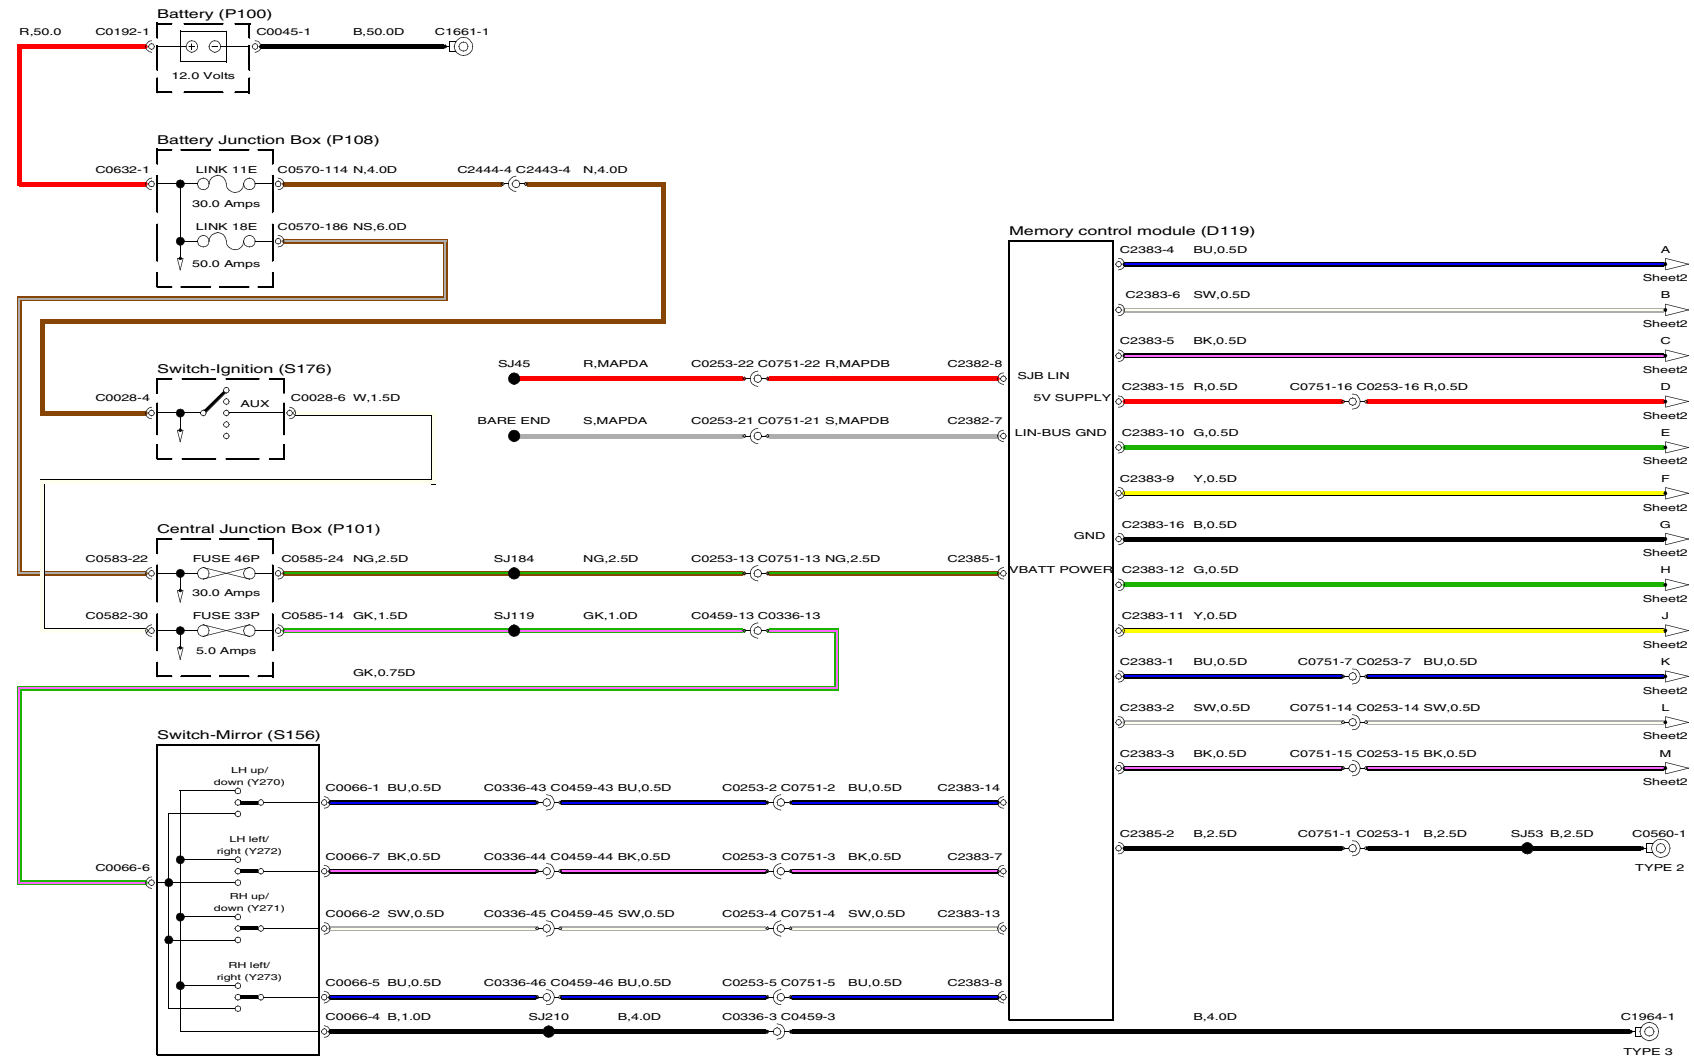 Battery (P100)
R,50.0 C0192-1 C0045-1 B,50.0D C1661-1
12.0 Volts
Battery Junction Box (P108)
C0632-1 LINK 11E C0570-114 N,4.0D C2444-4 C2443-4 N,4.0D
30.0 Amps
LINK 18E C0570-186 NS,6.0D
50.0 Amps
Memory control module (D119)
C2383-4 BU,0.5D A
Sheet2
C2383-6 SW,0.5D B
Sheet2
C2383-5 BK,0.5D C
Sheet2
Switch-Ignition (S176)
SJ45 R,MAPDA C0253-22 C0751-22 R,MAPDB C2382-8
SJB LIN
C2383-15 R,0.5D C0751-16 C0253-16 R,0.5D D
5V SUPPLY
Sheet2
C0028-4 AUX C0028-6 W,1.5D
BARE END S,MAPDA C0253-21 C0751-21 S,MAPDB C2382-7
LIN-BUS GND C2383-10 G,0.5D E
Sheet2
C2383-9 Y,0.5D F
Sheet2
Central Junction Box (P101)
GND C2383-16 B,0.5D G
Sheet2
C0583-22 FUSE 46P C0585-24 NG,2.5D SJ184 NG,2.5D C0253-13 C0751-13 NG,2.5D C2385-1
VBATT POWER C2383-12 G,0.5D H
30.0 Amps
Sheet2
C0582-30 FUSE 33P C0585-14 GK,1.5D SJ119 GK,1.0D C0459-13 C0336-13
C2383-11 Y,0.5D J
5.0 Amps
Sheet2
GK,0.75D
C2383-1 BU,0.5D C0751-7 C0253-7 BU,0.5D K
Sheet2
C2383-2 SW,0.5D C0751-14 C0253-14 SW,0.5D L
Sheet2
Switch-Mirror (S156)
C2383-3 BK,0.5D C0751-15 C0253-15 BK,0.5D M
Sheet2
LH up/
down (Y270)
C0066-1 BU,0.5D C0336-43 C0459-43 BU,0.5D C0253-2 C0751-2 BU,0.5D C2383-14
C2385-2 B,2.5D C0751-1 C0253-1 B,2.5D SJ53 B,2.5D C0560-1
TYPE 2
LH left/
right (Y272)
C0066-7 BK,0.5D C0336-44 C0459-44 BK,0.5D C0253-3 C0751-3 BK,0.5D C2383-7
C0066-6
RH up/
down (Y271)
C0066-2 SW,0.5D C0336-45 C0459-45 SW,0.5D C0253-4 C0751-4 SW,0.5D C2383-13
RH left/
right (Y273)
C0066-5 BU,0.5D C0336-46 C0459-46 BU,0.5D C0253-5 C0751-5 BU,0.5D C2383-8
C0066-4 B,1.0D SJ210 B,4.0D C0336-3 C0459-3 B,4.0D C1964-1
TYPE 3